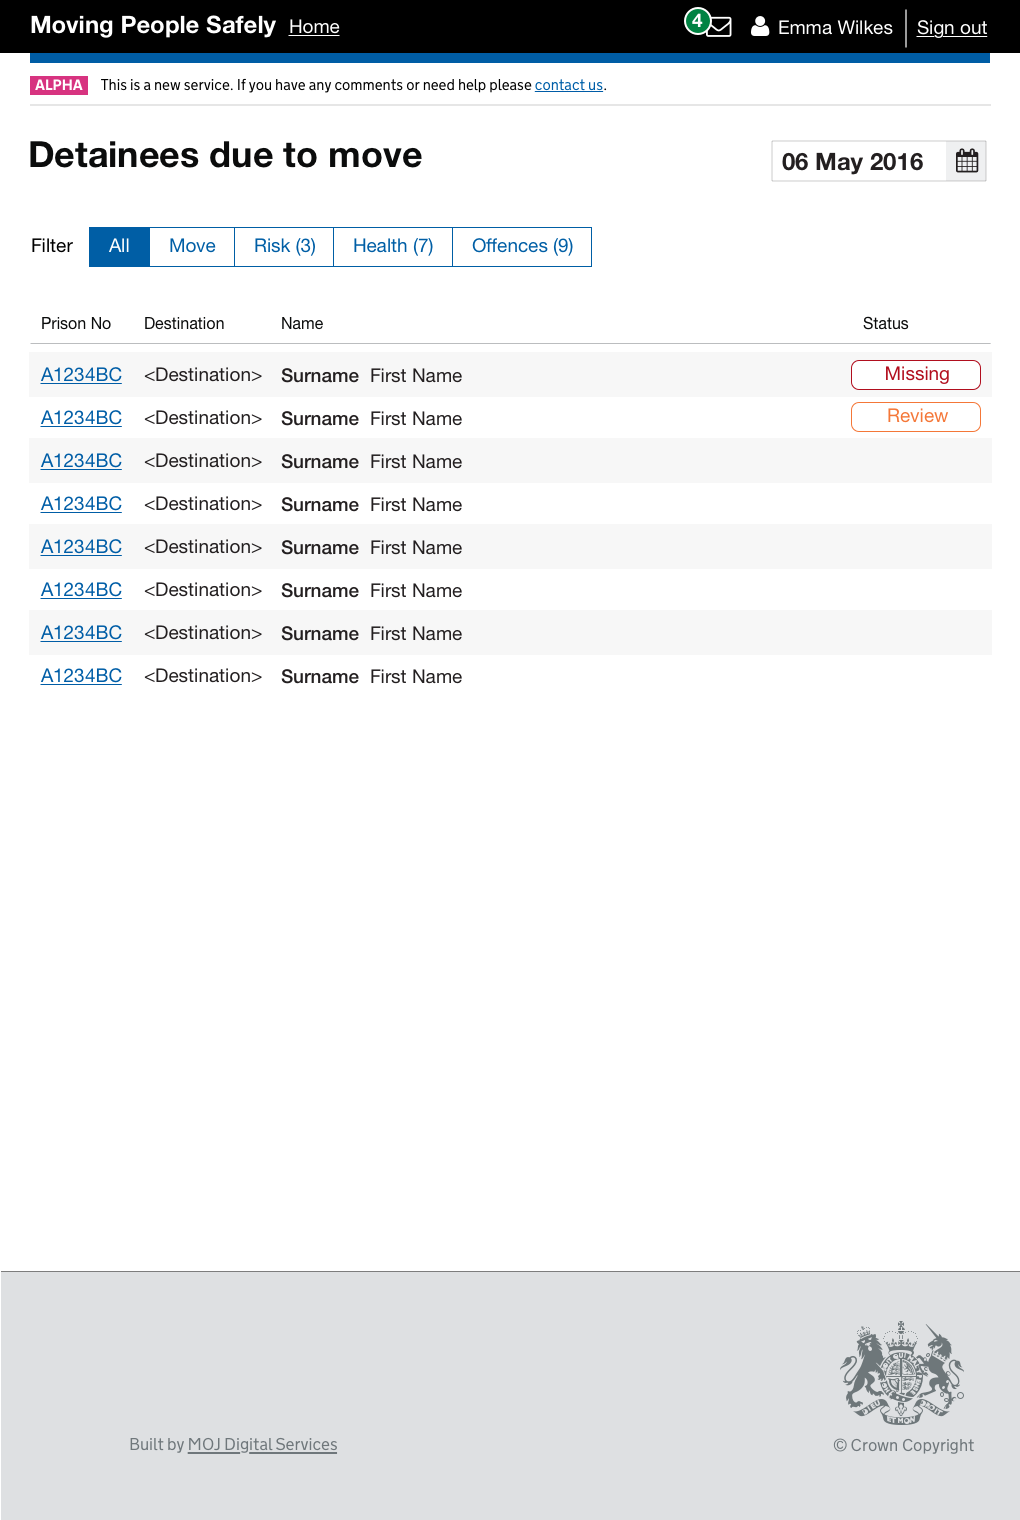 Moving People Safely Home 4 Emma Wilkes Sign out
ALPHA This is a new service. If you have any comments or need help please contact us.
Detainees due to move
06 May 2016
Filter All Move Risk (3) Health (7) Offences (9)
Prison No Destination Name Status
A1234BC <Destination> Surname First Name Missing
A1234BC <Destination> Surname First Name Review
A1234BC <Destination> Surname First Name
A1234BC <Destination> Surname First Name
A1234BC <Destination> Surname First Name
A1234BC <Destination> Surname First Name
A1234BC <Destination> Surname First Name
A1234BC <Destination> Surname First Name
DIEU ET MON DROIT
Built by MOJ Digital Services
© Crown Copyright